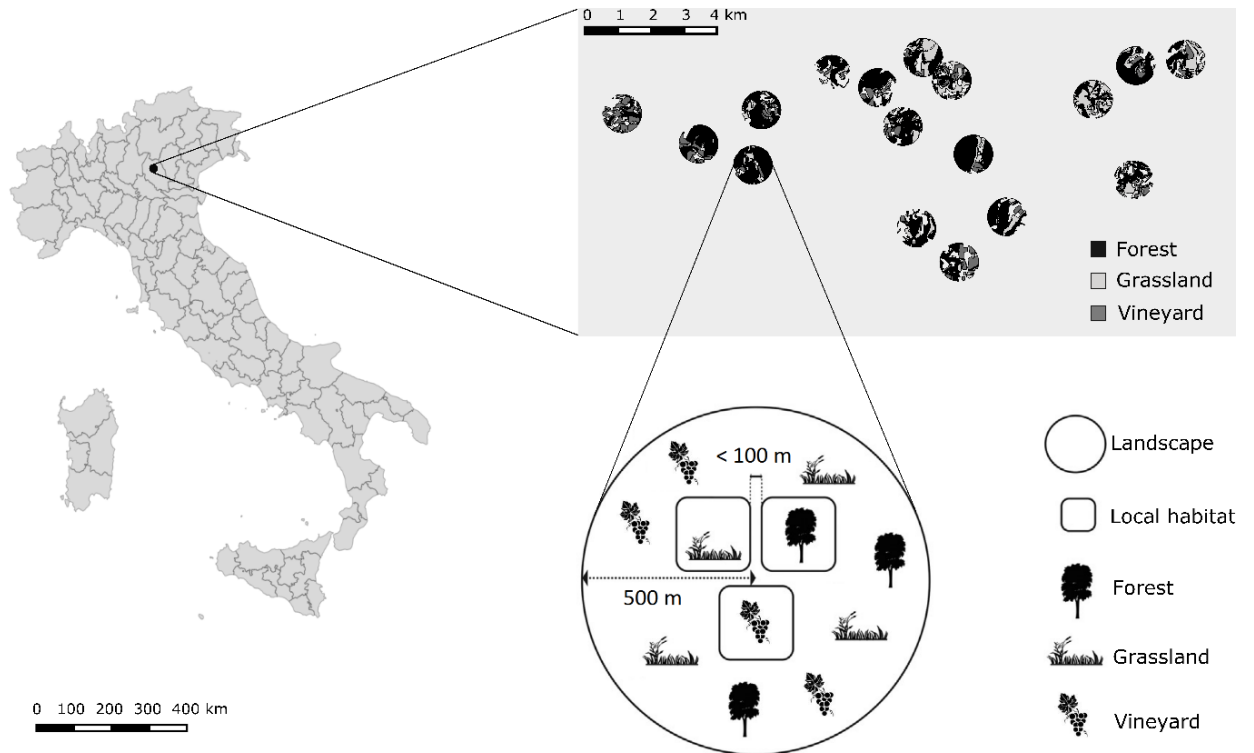 0 1 2 3 4 km
Forest
Grassland
Vineyard
< 100 m
500 m
Landscape
Local habitat
Forest
Grassland
Vineyard
0 100 200 300 400 km